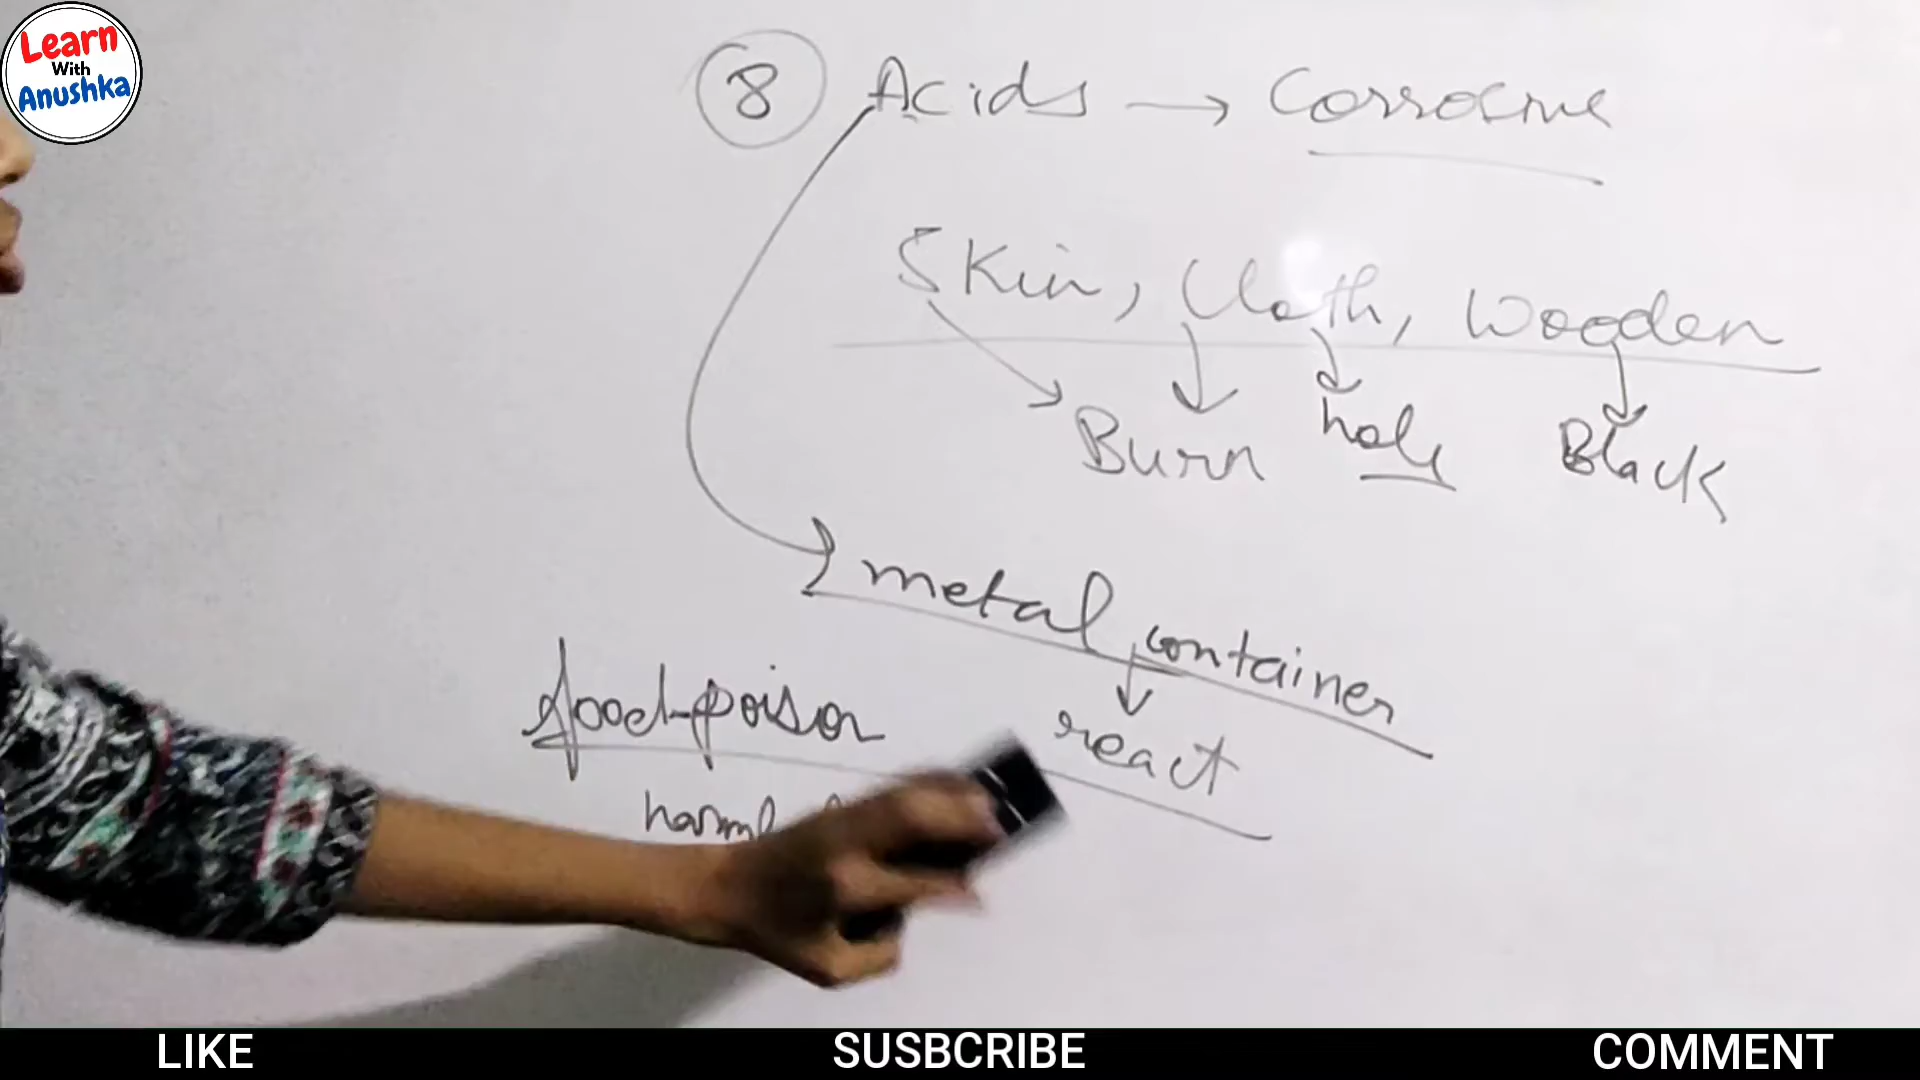 Learn
With
Anushka
8 Acids → Corrosive
Skin, Cloth, Wooden
Burn hole Black
metal container
food-poison react
LIKE SUSBCRIBE COMMENT